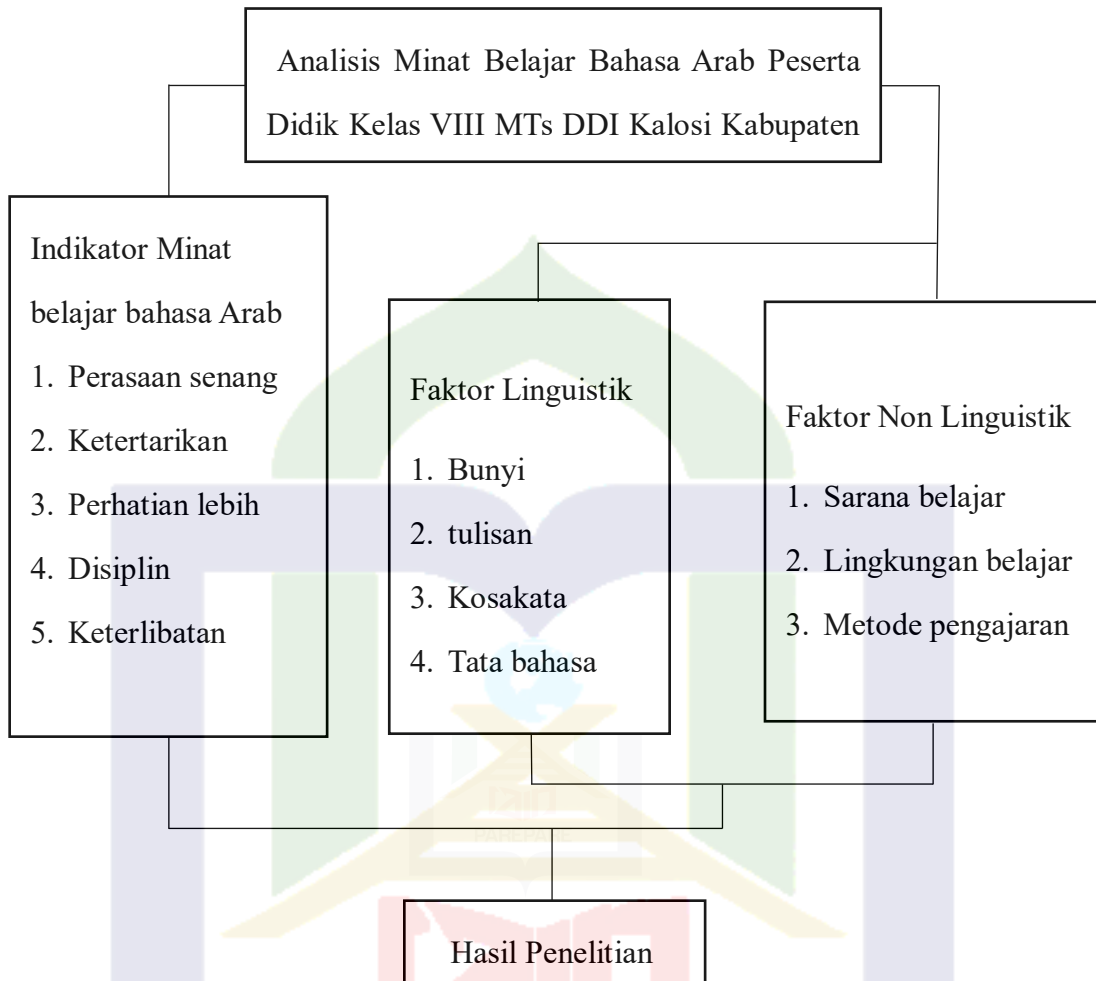 Analisis Minat Belajar Bahasa Arab Peserta
Didik Kelas VIII MTs DDI Kalosi Kabupaten
Indikator Minat
belajar bahasa Arab
1. Perasaan senang
2. Ketertarikan
3. Perhatian lebih
4. Disiplin
5. Keterlibatan
Faktor Linguistik
1. Bunyi
2. tulisan
3. Kosakata
4. Tata bahasa
Faktor Non Linguistik
1. Sarana belajar
2. Lingkungan belajar
3. Metode pengajaran
PAREPARE
Hasil Penelitian